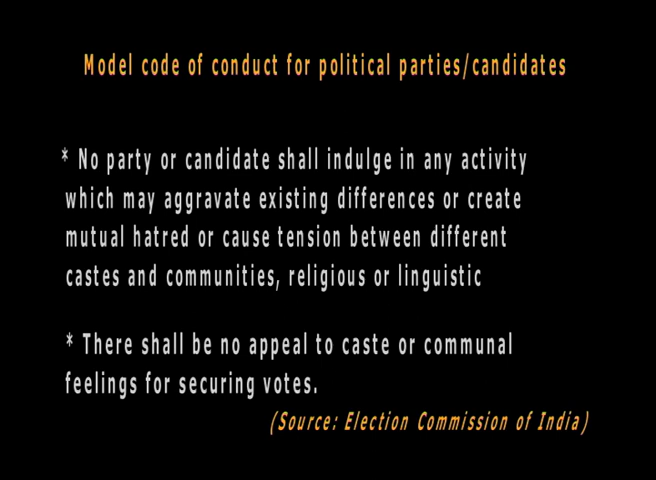 Model code of conduct for political parties/candidates
* No party or candidate shall indulge in any activity
which may aggravate existing differences or create
mutual hatred or cause tension between different
castes and communities, religious or linguistic
* There shall be no appeal to caste or communal
feelings for securing votes.
(Source: Election Commission of India)